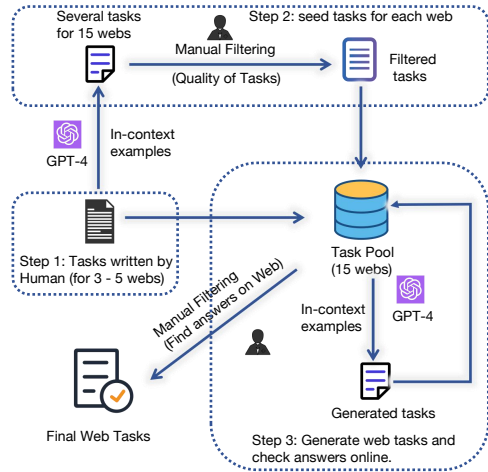 Several tasks
for 15 webs
Step 2: seed tasks for each web
Manual Filtering
(Quality of Tasks)
Filtered
tasks
GPT-4
In-context
examples
Step 1: Tasks written by
Human (for 3 - 5 webs)
Task Pool
(15 webs)
Manual Filtering
(Find answers on Web)
In-context
examples
GPT-4
Generated tasks
Final Web Tasks
Step 3: Generate web tasks and
check answers online.